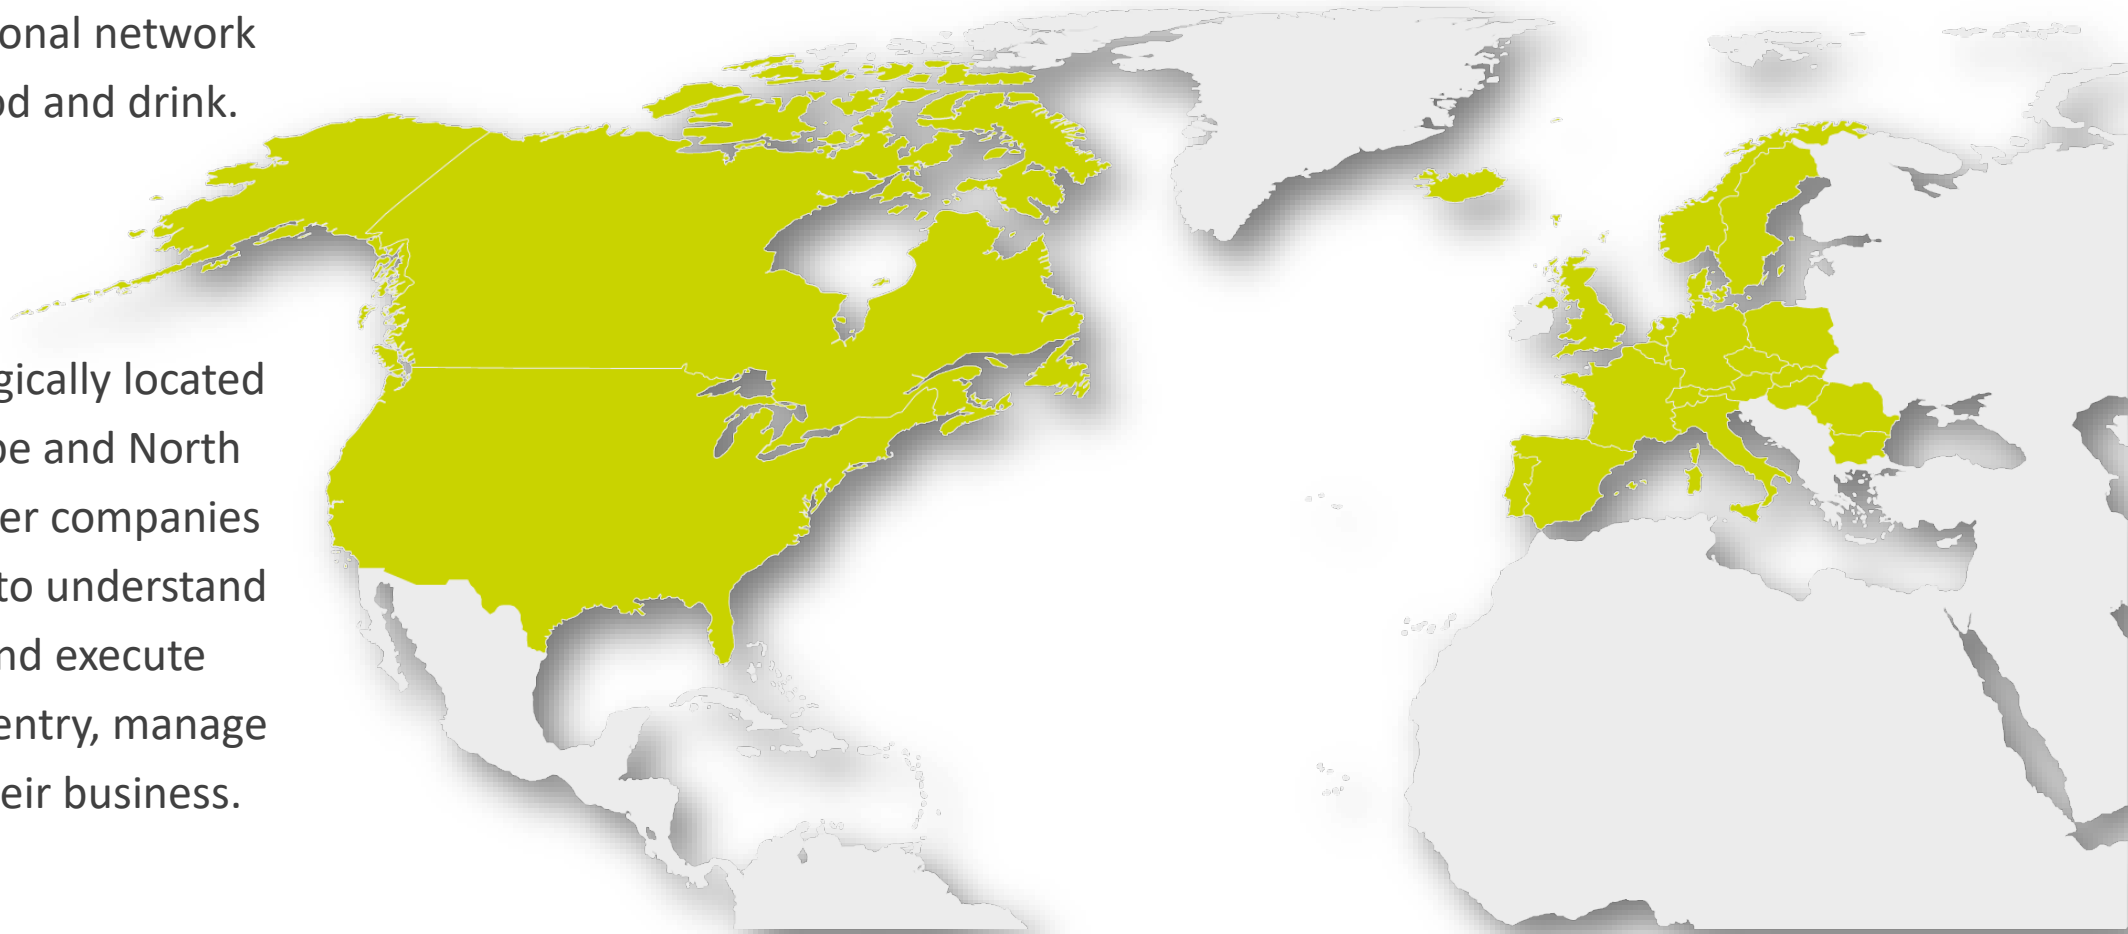 onal network
od and drink.
gically located
pe and North
er companies
to understand
nd execute
entry, manage
eir business.